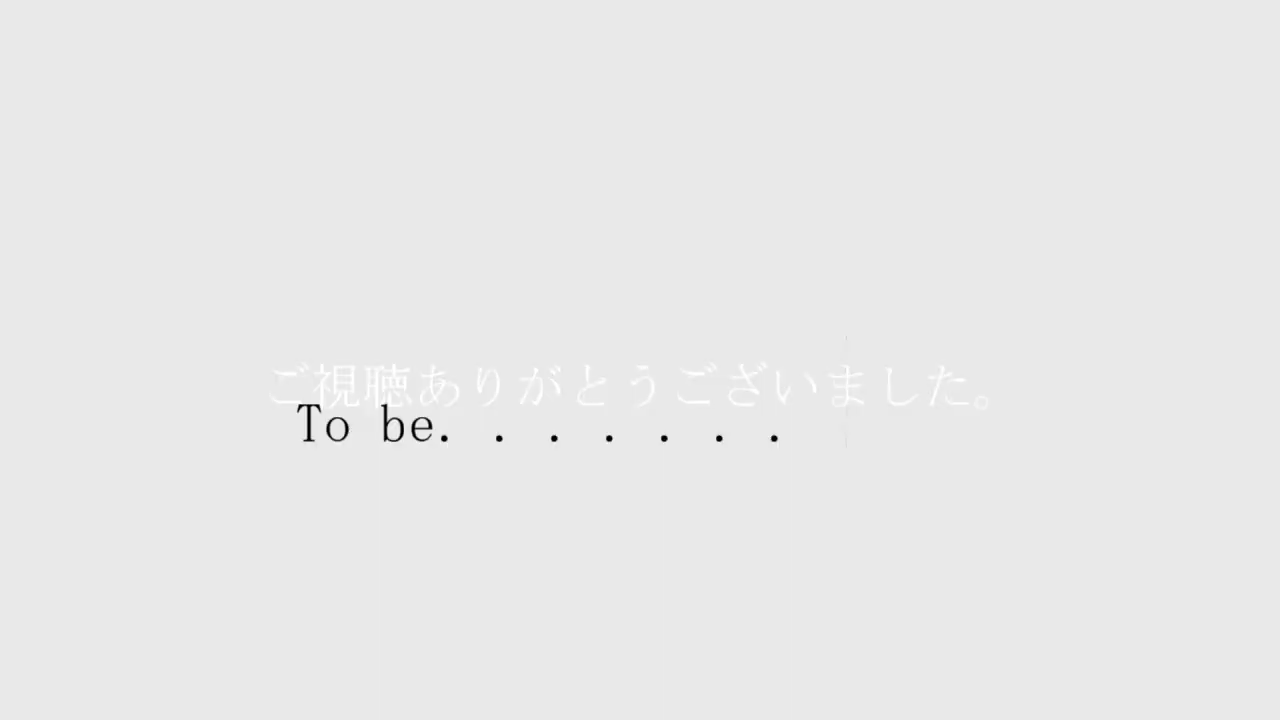 ご視聴ありがとうございました。
To be. . . . . . .